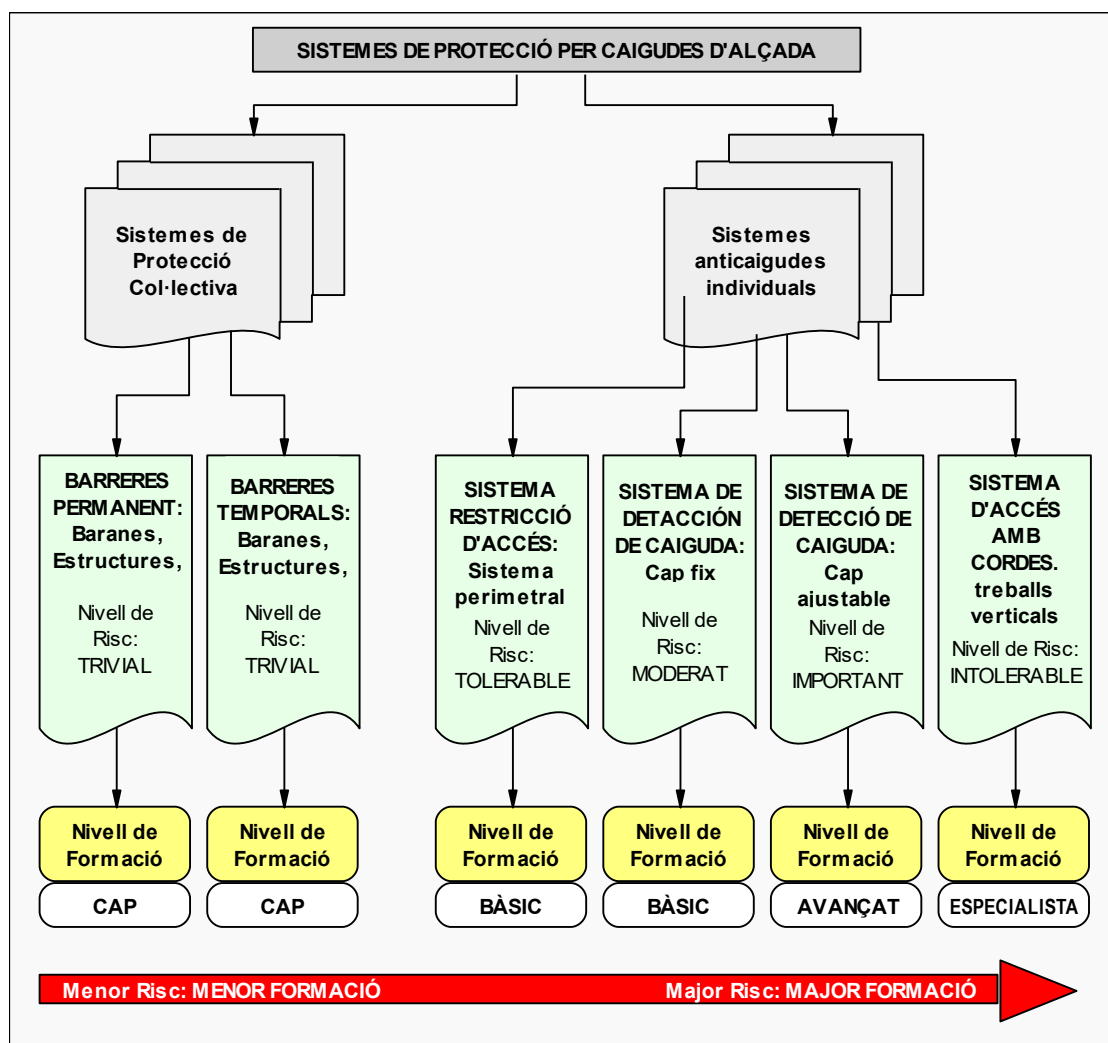 SISTEMES DE PROTECCIÓ PER CAIGUDES D'ALÇADA
Sistemes de
Protecció
Col·lectiva
Sistemes
anticaigudes
individuals
BARRERES
PERMANENT:
Baranes,
Estructures,
Nivell de
Risc:
TRIVIAL
BARRERES
TEMPORALS:
Baranes,
Estructures,
Nivell de
Risc:
TRIVIAL
SISTEMA
RESTRICCIÓ
D'ACCÉS:
Sistema
perimetral
Nivell de
Risc:
TOLERABLE
SISTEMA DE
DETACCIÓN
DE CAIGUDA:
Cap fix
Nivell de
Risc:
MODERAT
SISTEMA DE
DETECCIÓ DE
CAIGUDA:
Cap
ajustable
Nivell de
Risc:
IMPORTANT
SISTEMA
D'ACCÉS
AMB
CORDES.
treballs
verticals
Nivell de Risc:
INTOLERABLE
Nivell de
Formació
CAP
Nivell de
Formació
CAP
Nivell de
Formació
BÀSIC
Nivell de
Formació
BÀSIC
Nivell de
Formació
AVANÇAT
Nivell de
Formació
ESPECIALISTA
Menor Risc: MENOR FORMACIÓ
Major Risc: MAJOR FORMACIÓ